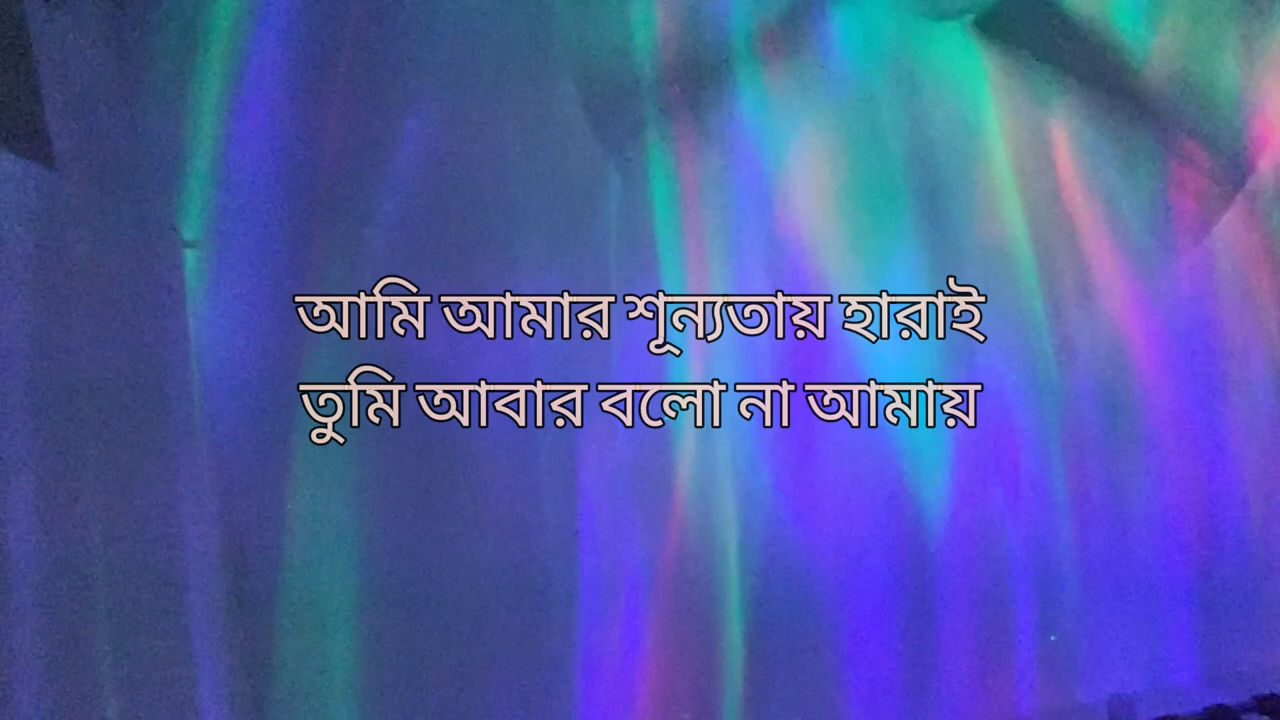 আমি আমার শূন্যতায় হারাই
তুমি আবার বলো না আমায়